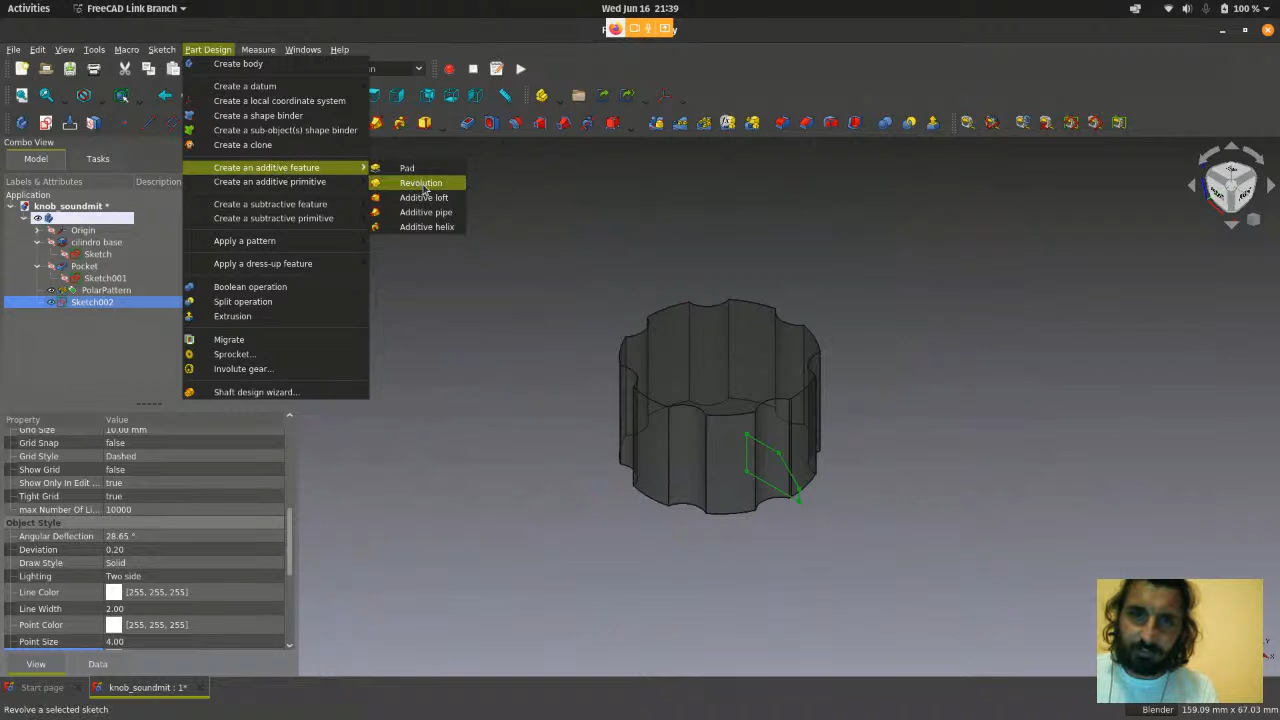 Activities
FreeCAD Link Branch
Wed Jun 16 21:39
100 %
File Edit View Tools Macro Sketch Part Design Measure Windows Help
Create body
Create a datum
Create a local coordinate system
Create a shape binder
Create a sub-object(s) shape binder
Create a clone
Create an additive feature
Create an additive primitive
Create a subtractive feature
Create a subtractive primitive
Apply a pattern
Apply a dress-up feature
Boolean operation
Split operation
Extrusion
Migrate
Sprocket...
Involute gear...
Shaft design wizard...
Pad
Revolution
Additive loft
Additive pipe
Additive helix
Combo View
Model Tasks
Labels & Attributes Description
Application
knob_soundmit *
Origin
cilindro base
Sketch
Pocket
Sketch001
PolarPattern
Sketch002
Property Value
Grid Size 10.00 mm
Grid Snap false
Grid Style Dashed
Show Grid false
Show Only In Edit ... true
Tight Grid true
max Number Of Li... 10000
Object Style
Angular Deflection 28.65 °
Deviation 0.20
Draw Style Solid
Lighting Two side
Line Color [255, 255, 255]
Line Width 2.00
Point Color [255, 255, 255]
Point Size 4.00
View Data
Start page
knob_soundmit : 1*
Revolve a selected sketch
Blender 159.09 mm x 67.03 mm